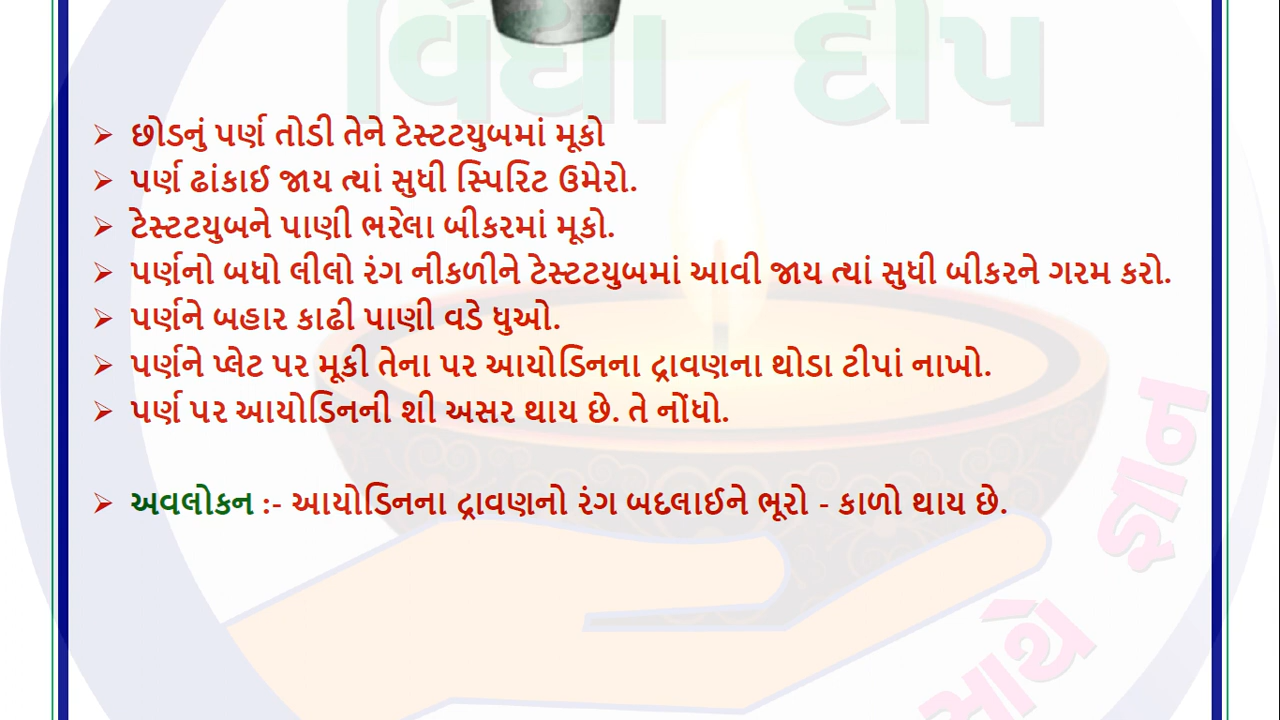 વિદ્યા દીપ
➢ છોડનું પર્ણ તોડી તેને ટેસ્ટટયુબમાં મૂકો
➢ પર્ણ ઢાંકાઈ જાય ત્યાં સુધી સ્પિરિટ ઉમેરો.
➢ ટેસ્ટટયુબને પાણી ભરેલા બીકરમાં મૂકો.
➢ પર્ણનો બધો લીલો રંગ નીકળીને ટેસ્ટટયુબમાં આવી જાય ત્યાં સુધી બીકરને ગરમ કરો.
➢ પર્ણને બહાર કાઢી પાણી વડે ધુઓ.
➢ પર્ણને પ્લેટ પર મૂકી તેના પર આયોડિનના દ્રાવણના થોડા ટીપાં નાખો.
➢ પર્ણ પર આયોડિનની શી અસર થાય છે. તે નોંધો.
➢ અવલોકન :- આયોડિનના દ્રાવણનો રંગ બદલાઈને ભૂરો - કાળો થાય છે.
સાથે જ્ઞાન